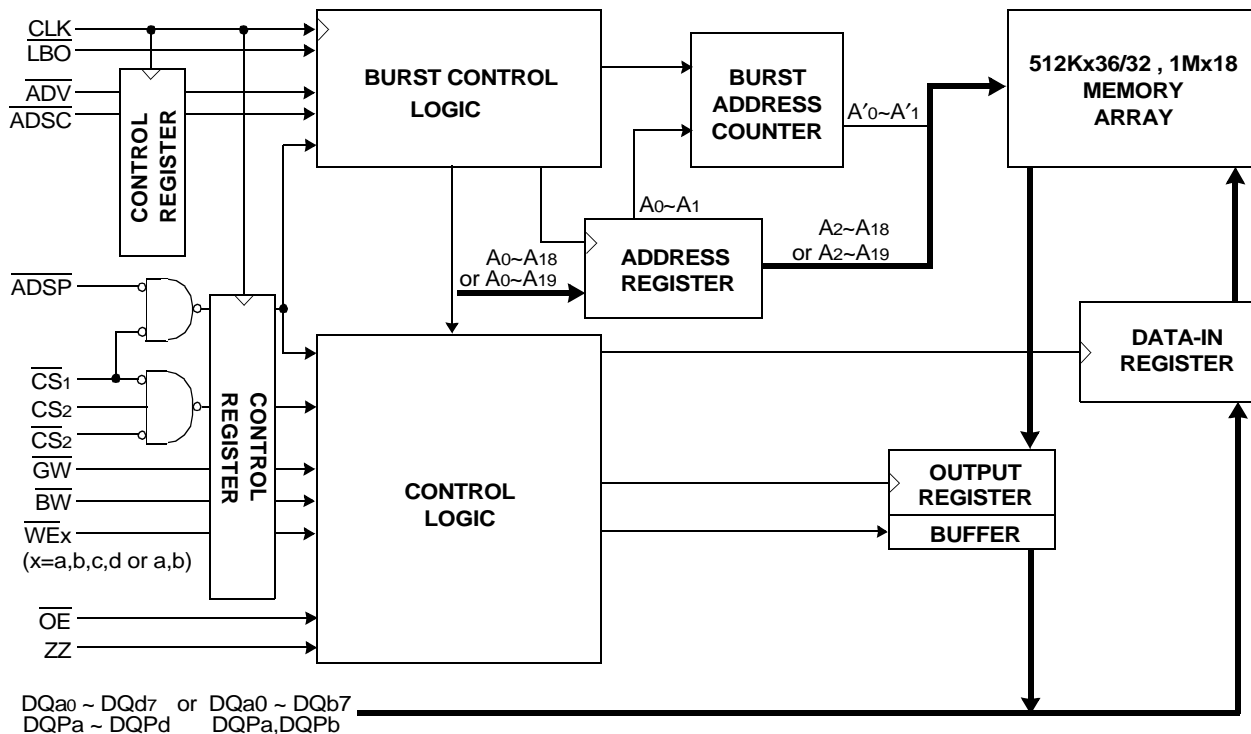 CLK
LBO
ADV
ADSC
CONTROL
REGISTER
BURST CONTROL
LOGIC
BURST
ADDRESS
COUNTER
A′0~A′1
512Kx36/32 , 1Mx18
MEMORY
ARRAY
A0~A1
A0~A18
or A0~A19
ADDRESS
REGISTER
A2~A18
or A2~A19
ADSP
CS1
CS2
CS2
GW
BW
WEx
(x=a,b,c,d or a,b)
OE
ZZ
CONTROL
REGISTER
CONTROL
LOGIC
DATA-IN
REGISTER
OUTPUT
REGISTER
BUFFER
DQa0 ~ DQd7 or DQa0 ~ DQb7
DQPa ~ DQPd DQPa,DQPb